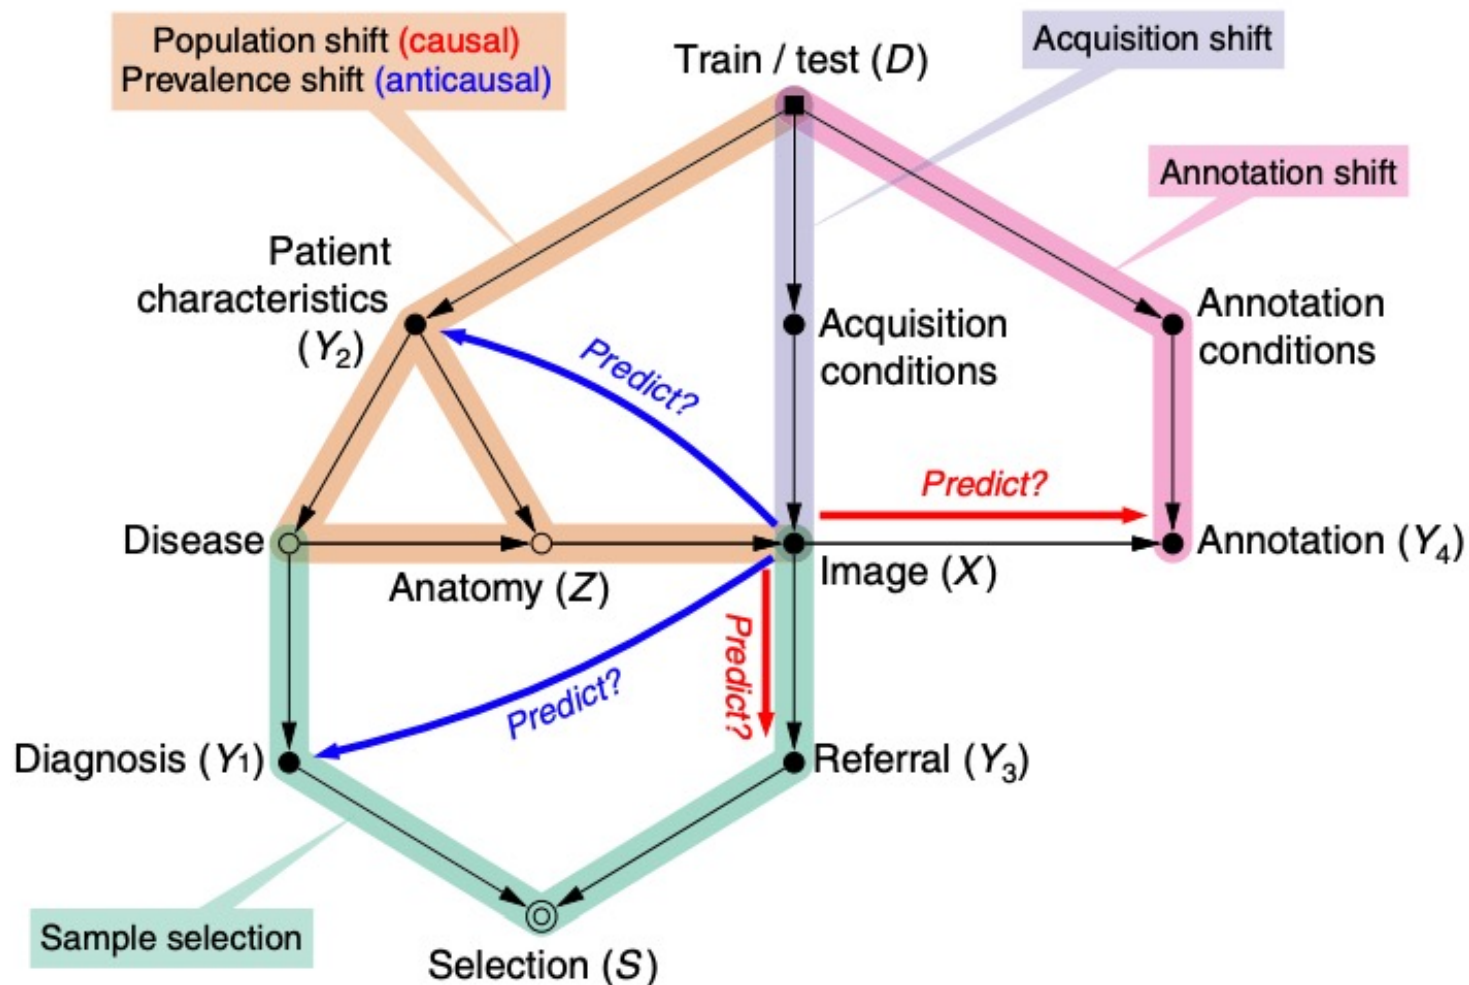 Population shift (causal)
Prevalence shift (anticausal)
Train / test (D)
Acquisition shift
Annotation shift
Patient
characteristics
(Y2)
Predict?
Acquisition
conditions
Annotation
conditions
Predict?
Disease
Anatomy (Z)
Image (X)
Annotation (Y4)
Predict?
Predict?
Diagnosis (Y1)
Referral (Y3)
Sample selection
Selection (S)